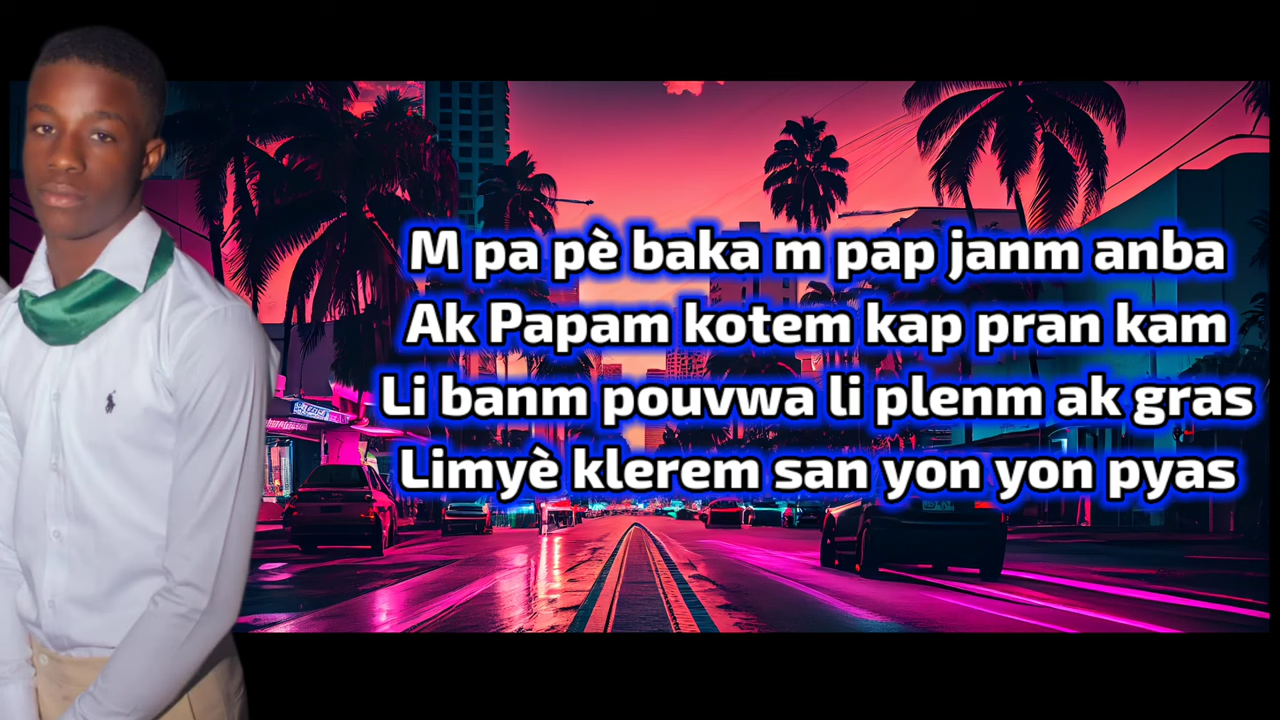 M pa pè baka m pap janm anba
Ak Papam kotem kap pran kam
Li banm pouvwa li plenm ak gras
Limyè klerem san yon yon pyas